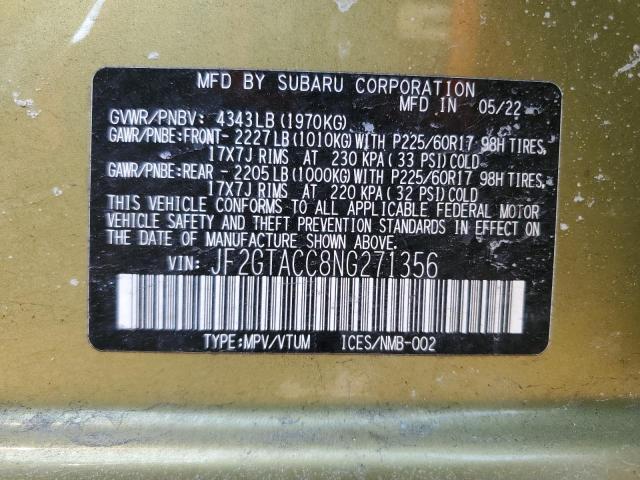 MFD BY SUBARU CORPORATION
MFD IN 05/22
GVWR/PNBV: 4343LB (1970KG)
GAWR/PNBE:FRONT- 2227LB(1010KG)WITH P225/60R17 98H TIRES,
17X7J RIMS AT 230 KPA (33 PSI)COLD
GAWR/PNBE:REAR - 2205LB(1000KG)WITH P225/60R17 98H TIRES,
17X7J RIMS AT 220 KPA (32 PSI)COLD
THIS VEHICLE CONFORMS TO ALL APPLICABLE FEDERAL MOTOR
VEHICLE SAFETY AND THEFT PREVENTION STANDARDS IN EFFECT ON
THE DATE OF MANUFACTURE SHOWN ABOVE.
VIN: JF2GTACC8NG271356
TYPE:MPV/VTUM ICES/NMB-002